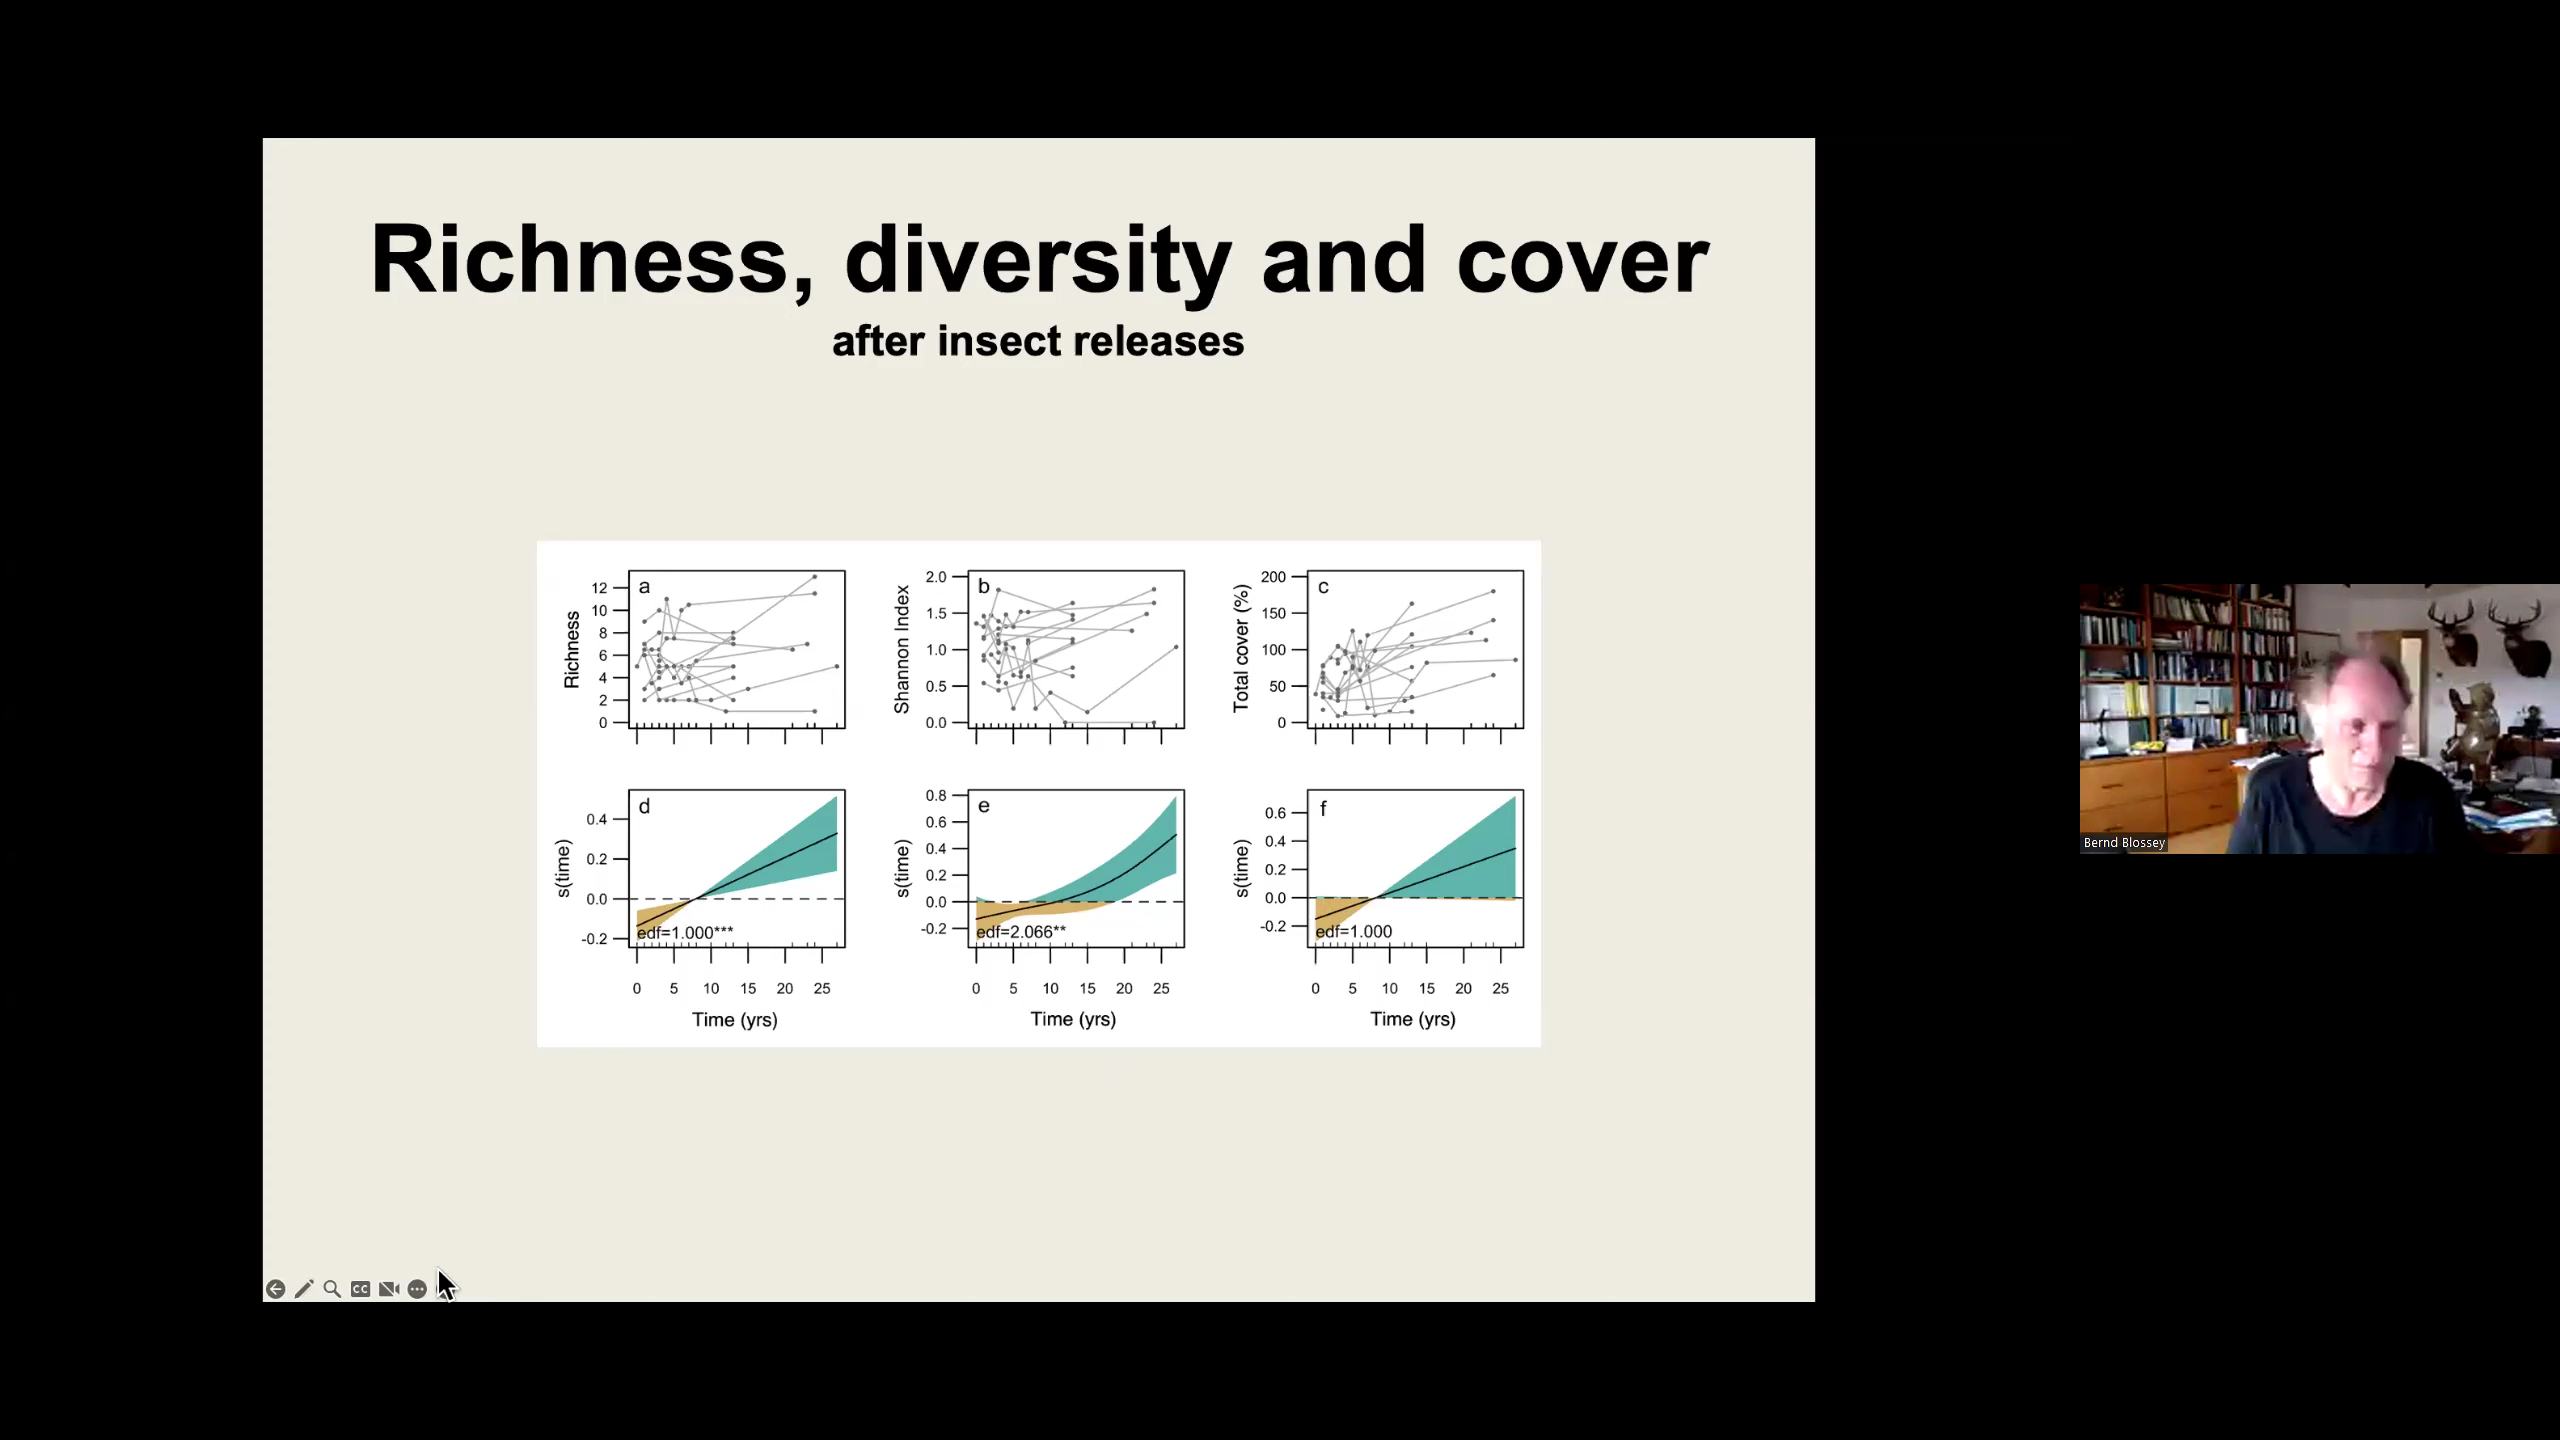 Richness, diversity and cover
after insect releases
a
Richness
12
10
8
6
4
2
0
b
Shannon Index
2.0
1.5
1.0
0.5
0.0
c
Total cover (%)
200
150
100
50
0
d
s(time)
0.4
0.2
0.0
-0.2
edf=1.000***
0 5 10 15 20 25
Time (yrs)
e
s(time)
0.8
0.6
0.4
0.2
0.0
-0.2
edf=2.066**
0 5 10 15 20 25
Time (yrs)
f
s(time)
0.6
0.4
0.2
0.0
-0.2
edf=1.000
0 5 10 15 20 25
Time (yrs)
Bernd Blossey
CC